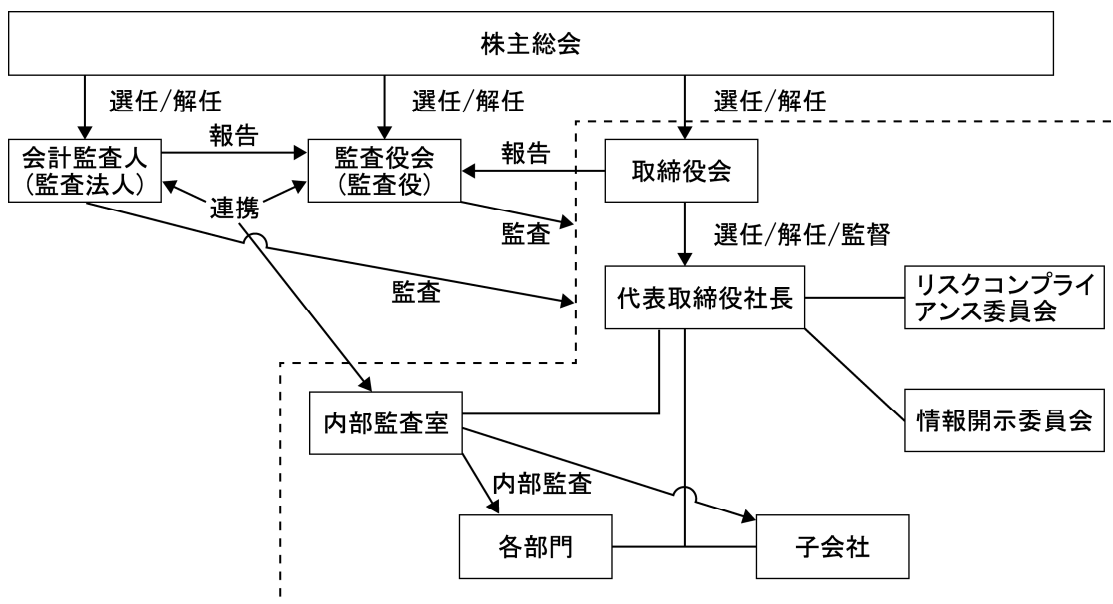 株主総会
選任/解任
選任/解任
選任/解任
会計監査人
（監査法人）
報告
監査役会
（監査役）
報告
取締役会
連携
監査
選任/解任/監督
監査
代表取締役社長
リスクコンプライ
アンス委員会
内部監査室
情報開示委員会
内部監査
各部門
子会社